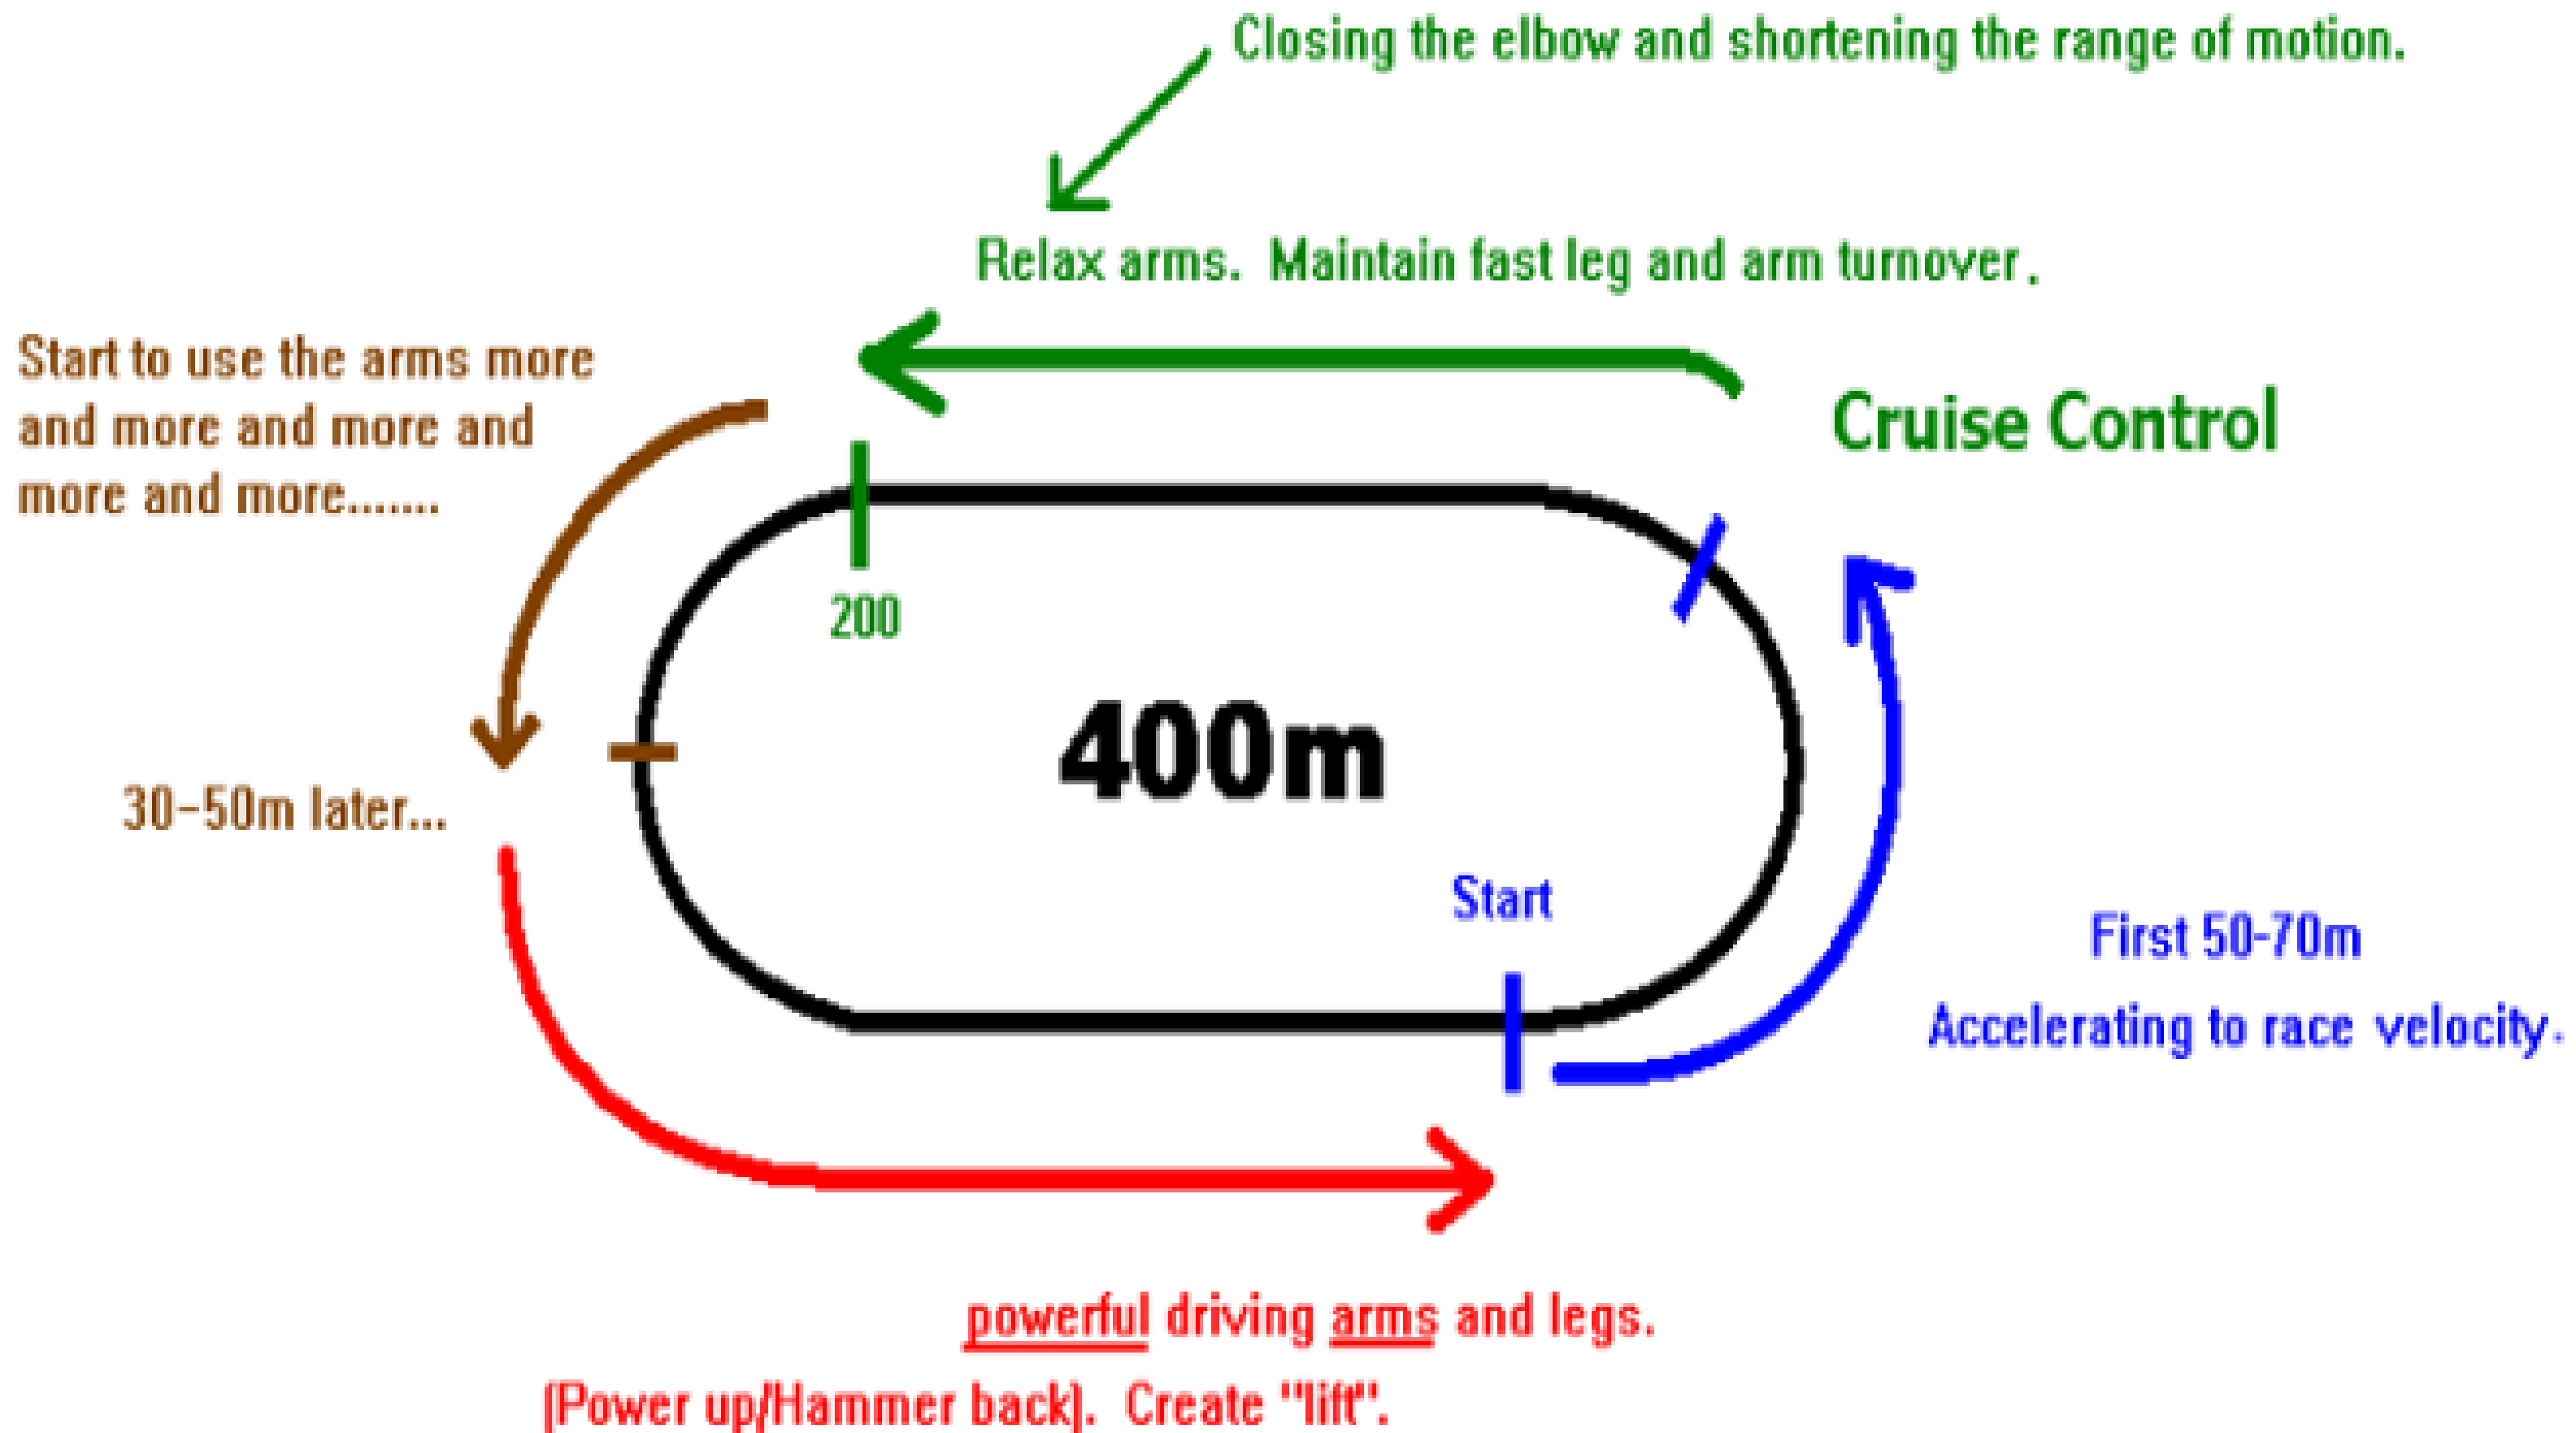 Closing the elbow and shortening the range of motion.
Relax arms.  Maintain fast leg and arm turnover.
Start to use the arms more
and more and more and
more and more.......
Cruise Control
200
400m
30-50m later...
Start
First 50-70m
Accelerating to race velocity.
powerful driving arms and legs.
(Power up/Hammer back).  Create "lift".